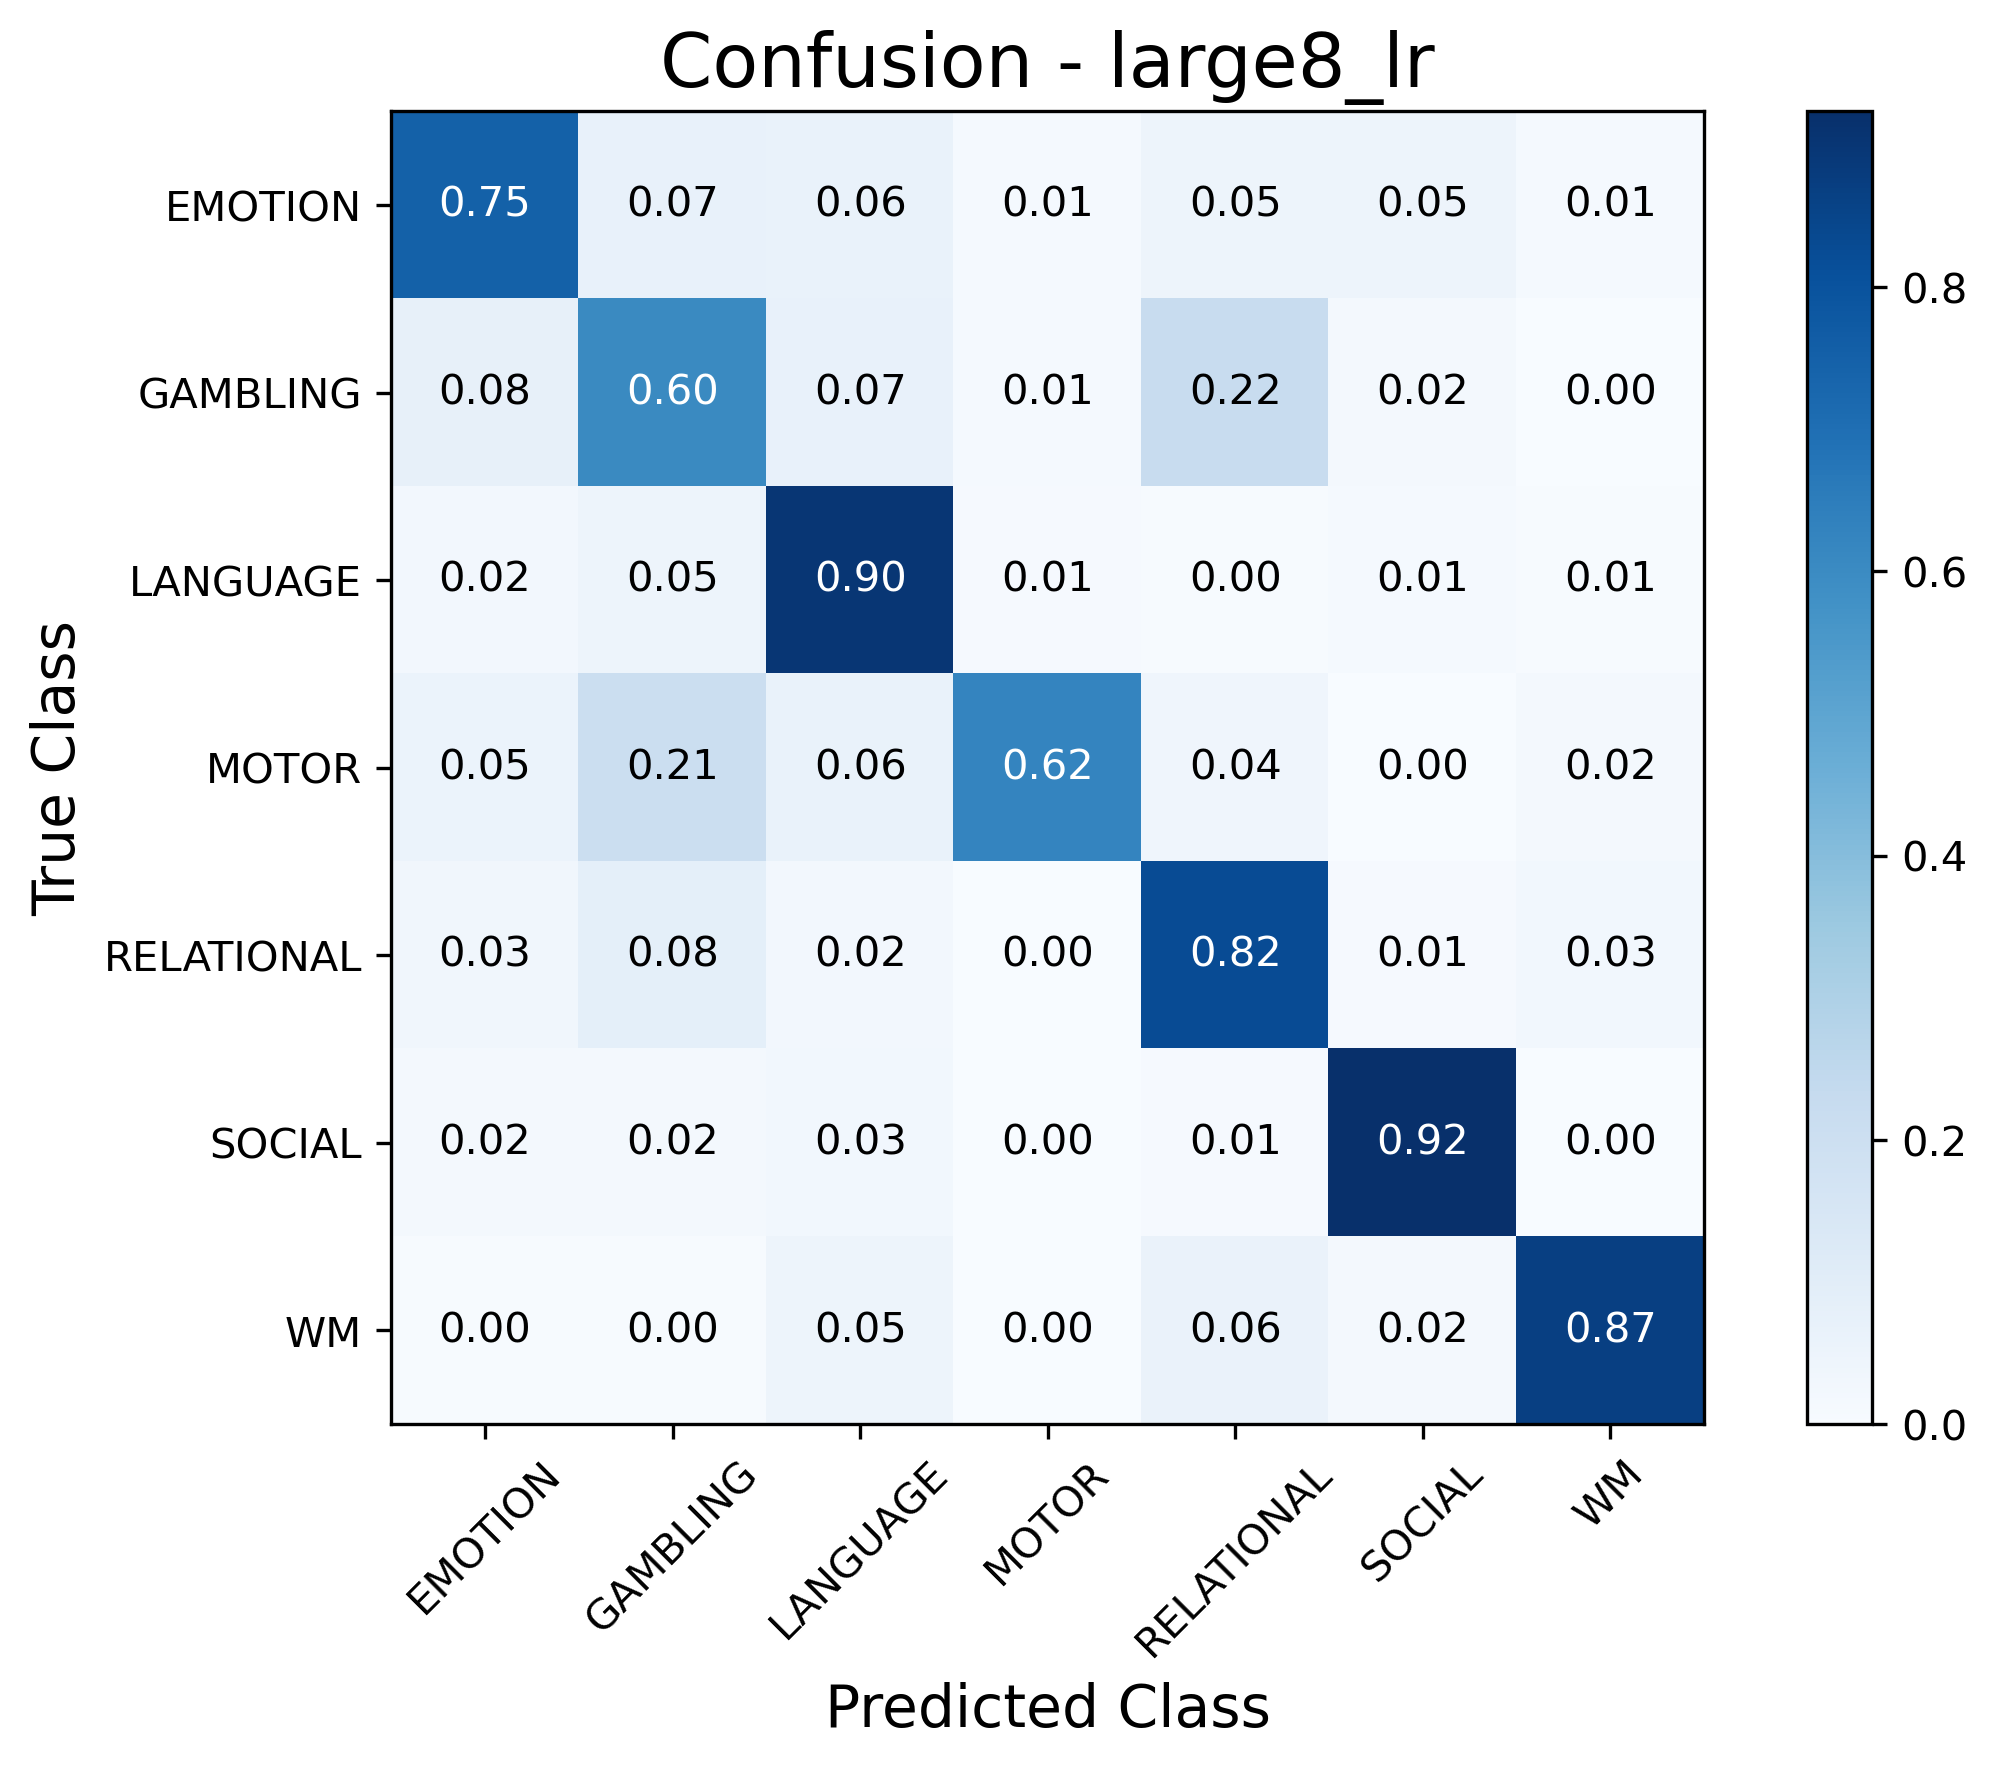 Confusion - large8_lr
True Class
EMOTION 0.75 0.07 0.06 0.01 0.05 0.05 0.01
GAMBLING 0.08 0.60 0.07 0.01 0.22 0.02 0.00
LANGUAGE 0.02 0.05 0.90 0.01 0.00 0.01 0.01
MOTOR 0.05 0.21 0.06 0.62 0.04 0.00 0.02
RELATIONAL 0.03 0.08 0.02 0.00 0.82 0.01 0.03
SOCIAL 0.02 0.02 0.03 0.00 0.01 0.92 0.00
WM 0.00 0.00 0.05 0.00 0.06 0.02 0.87
EMOTION GAMBLING LANGUAGE MOTOR RELATIONAL SOCIAL WM
Predicted Class
0.8
0.6
0.4
0.2
0.0